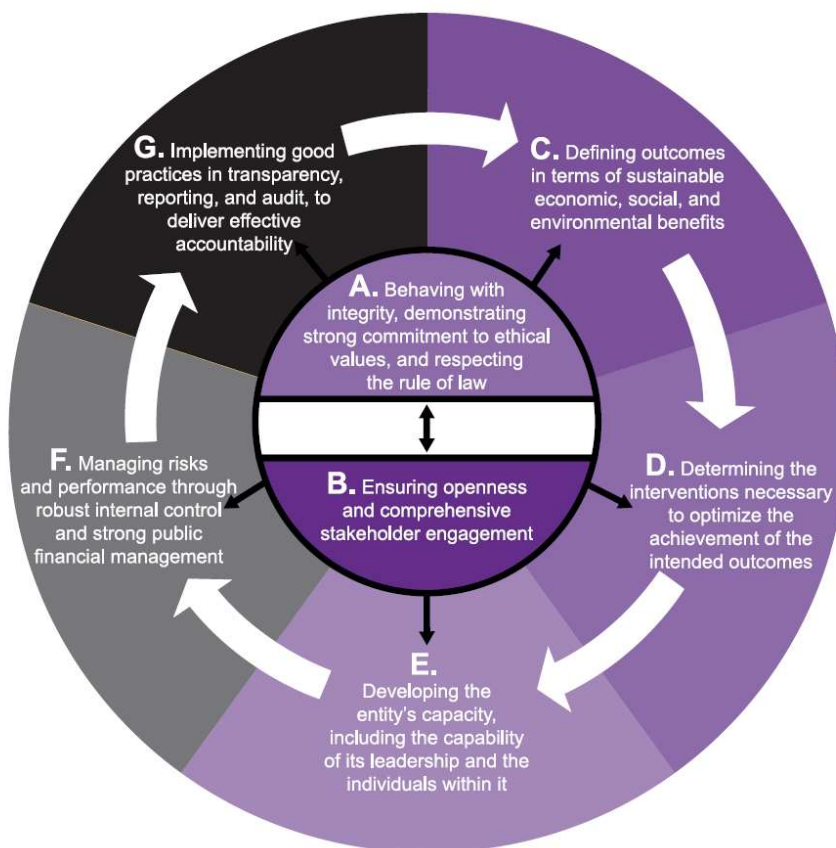 G. Implementing good
practices in transparency,
reporting, and audit, to
deliver effective
accountability
C. Defining outcomes
in terms of sustainable
economic, social, and
environmental benefits
A. Behaving with
integrity, demonstrating
strong commitment to ethical
values, and respecting
the rule of law
B. Ensuring openness
and comprehensive
stakeholder engagement
F. Managing risks
and performance through
robust internal control
and strong public
financial management
D. Determining the
interventions necessary
to optimize the
achievement of the
intended outcomes
E.
Developing the
entity's capacity,
including the capability
of its leadership and the
individuals within it